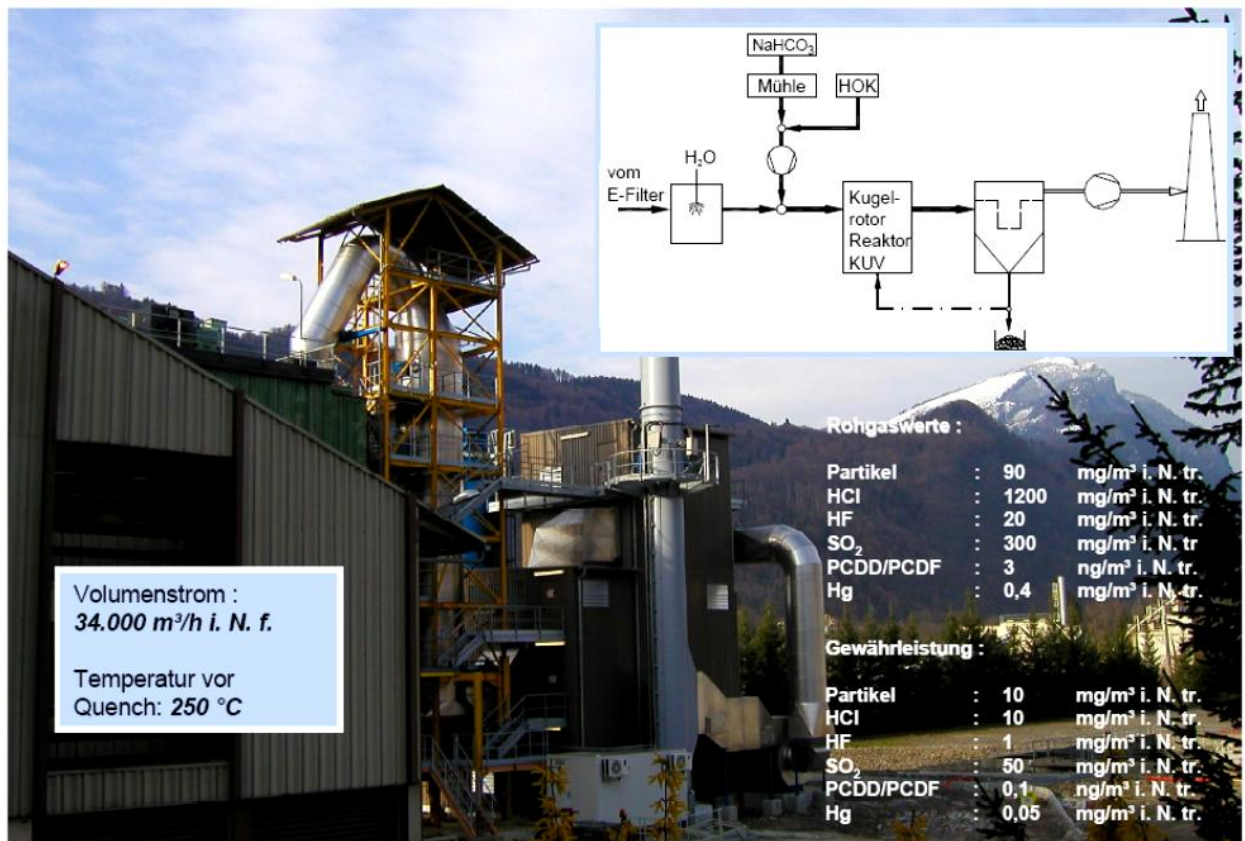 NaHCO₃
Mühle
HOK
H₂O
vom
E-Filter
Kugel-
rotor
Reaktor
KUV
Rohgaswerte :
Partikel : 90 mg/m³ i. N. tr.
HCl : 1200 mg/m³ i. N. tr.
HF : 20 mg/m³ i. N. tr.
SO₂ : 300 mg/m³ i. N. tr
PCDD/PCDF : 3 ng/m³ i. N. tr.
Hg : 0,4 mg/m³ i. N. tr.
Volumenstrom :
34.000 m³/h i. N. f.
Temperatur vor
Quench: 250 °C
Gewährleistung :
Partikel : 10 mg/m³ i. N. tr.
HCl : 10 mg/m³ i. N. tr.
HF : 1 mg/m³ i. N. tr.
SO₂ : 50 mg/m³ i. N. tr.
PCDD/PCDF : 0,1 ng/m³ i. N. tr.
Hg : 0,05 mg/m³ i. N. tr.